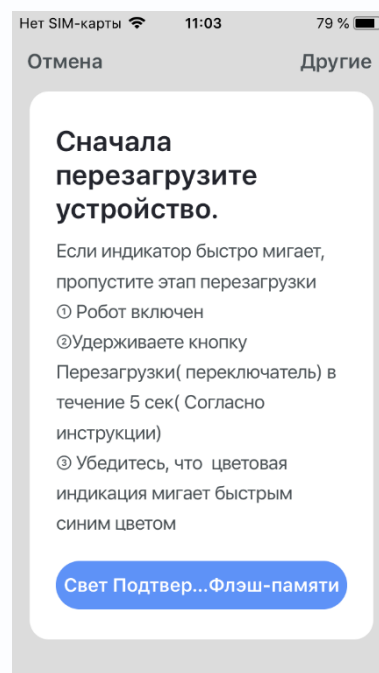 Нет SIM-карты 11:03 79 %
Отмена Другие
Сначала
перезагрузите
устройство.
Если индикатор быстро мигает,
пропустите этап перезагрузки
① Робот включен
②Удерживаете кнопку
Перезагрузки( переключатель) в
течение 5 сек( Согласно
инструкции)
③ Убедитесь, что  цветовая
индикация мигает быстрым
синим цветом
Свет Подтвер...Флэш-памяти